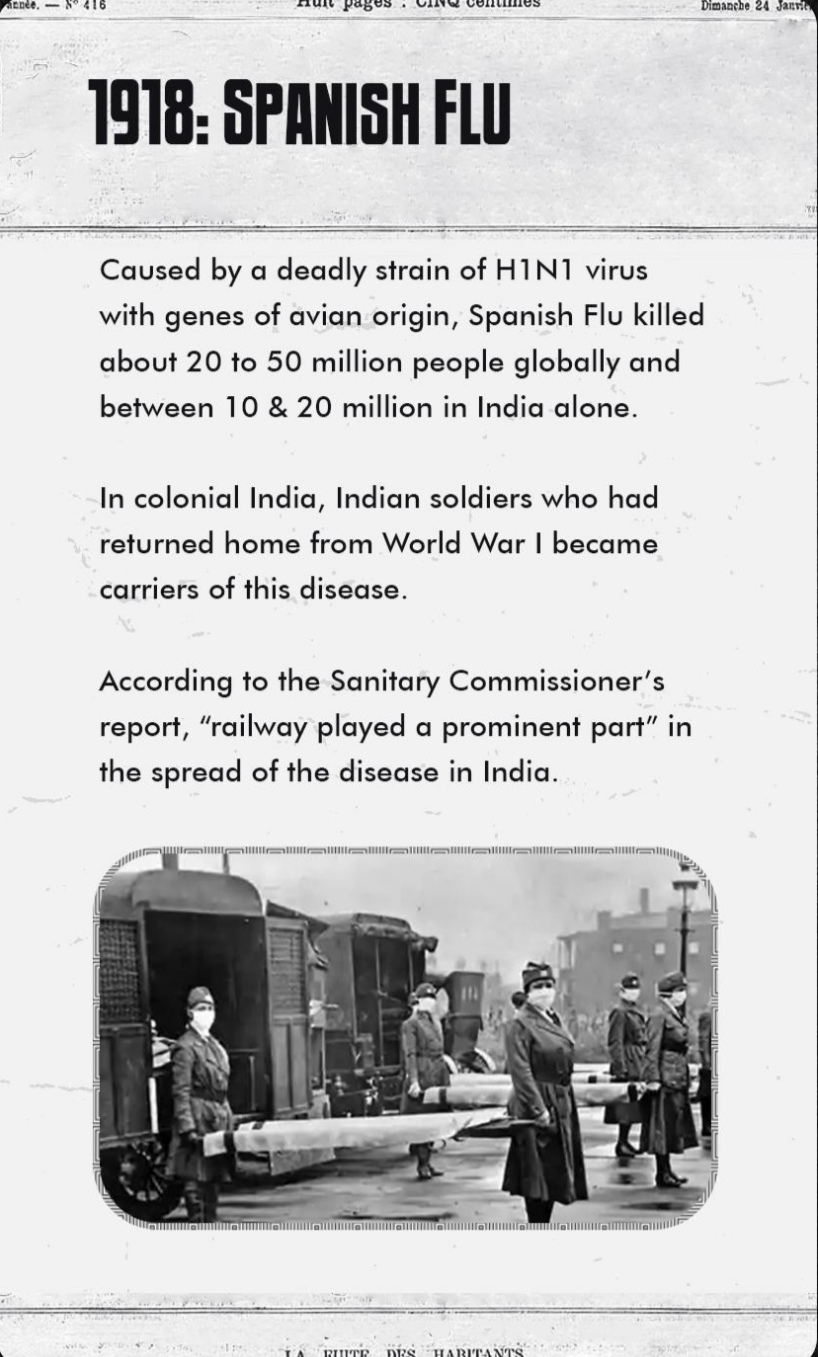 année. — N° 416
Huit pages : CINQ centimes
Dimanche 24 Janvie
1918: SPANISH FLU
Caused by a deadly strain of H1N1 virus
with genes of avian origin, Spanish Flu killed
about 20 to 50 million people globally and
between 10 & 20 million in India alone.
In colonial India, Indian soldiers who had
returned home from World War I became
carriers of this disease.
According to the Sanitary Commissioner’s
report, “railway played a prominent part” in
the spread of the disease in India.
LA FUITE DES HABITANTS